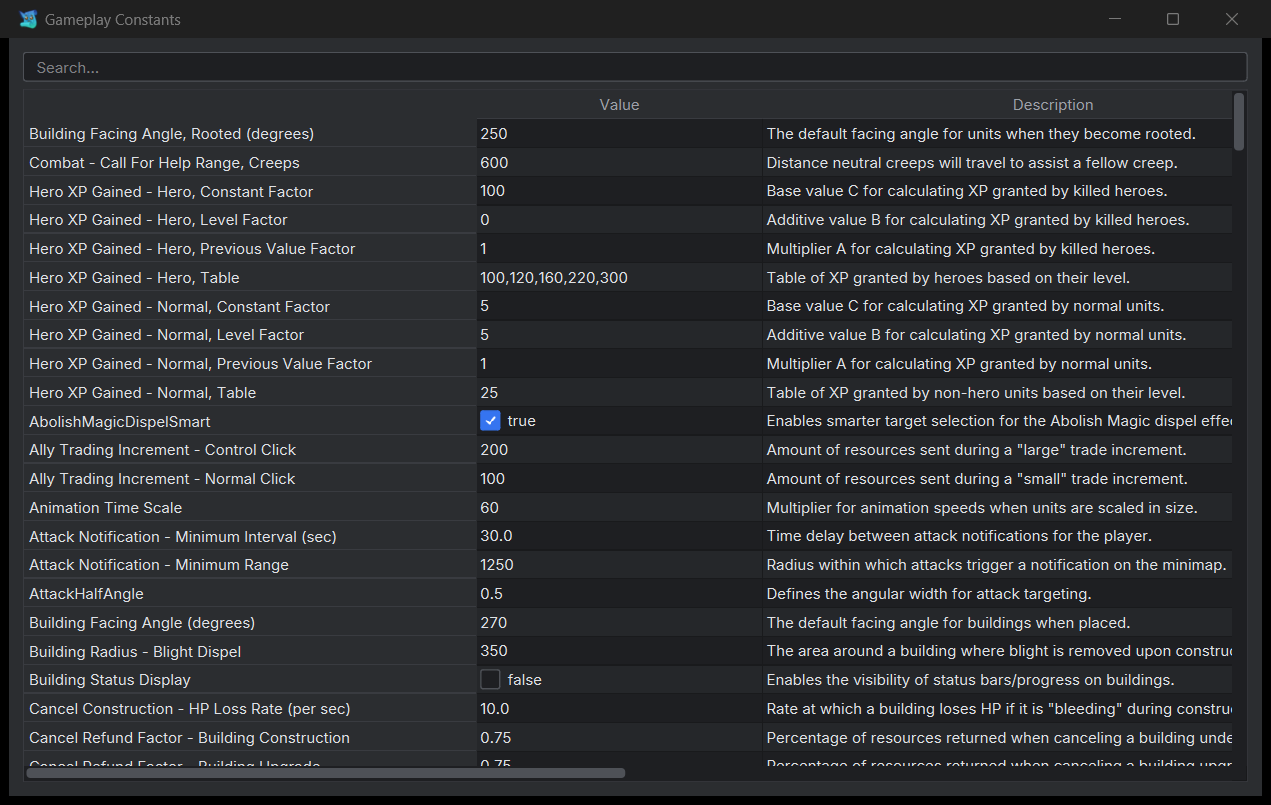 Gameplay Constants
Search...
Value Description
Building Facing Angle, Rooted (degrees) 250 The default facing angle for units when they become rooted.
Combat - Call For Help Range, Creeps 600 Distance neutral creeps will travel to assist a fellow creep.
Hero XP Gained - Hero, Constant Factor 100 Base value C for calculating XP granted by killed heroes.
Hero XP Gained - Hero, Level Factor 0 Additive value B for calculating XP granted by killed heroes.
Hero XP Gained - Hero, Previous Value Factor 1 Multiplier A for calculating XP granted by killed heroes.
Hero XP Gained - Hero, Table 100,120,160,220,300 Table of XP granted by heroes based on their level.
Hero XP Gained - Normal, Constant Factor 5 Base value C for calculating XP granted by normal units.
Hero XP Gained - Normal, Level Factor 5 Additive value B for calculating XP granted by normal units.
Hero XP Gained - Normal, Previous Value Factor 1 Multiplier A for calculating XP granted by normal units.
Hero XP Gained - Normal, Table 25 Table of XP granted by non-hero units based on their level.
AbolishMagicDispelSmart true Enables smarter target selection for the Abolish Magic dispel effe
Ally Trading Increment - Control Click 200 Amount of resources sent during a "large" trade increment.
Ally Trading Increment - Normal Click 100 Amount of resources sent during a "small" trade increment.
Animation Time Scale 60 Multiplier for animation speeds when units are scaled in size.
Attack Notification - Minimum Interval (sec) 30.0 Time delay between attack notifications for the player.
Attack Notification - Minimum Range 1250 Radius within which attacks trigger a notification on the minimap.
AttackHalfAngle 0.5 Defines the angular width for attack targeting.
Building Facing Angle (degrees) 270 The default facing angle for buildings when placed.
Building Radius - Blight Dispel 350 The area around a building where blight is removed upon constru
Building Status Display false Enables the visibility of status bars/progress on buildings.
Cancel Construction - HP Loss Rate (per sec) 10.0 Rate at which a building loses HP if it is "bleeding" during constru
Cancel Refund Factor - Building Construction 0.75 Percentage of resources returned when canceling a building unde
Cancel Refund Factor - Building Upgrade 0.75 Percentage of resources returned when canceling a building upgr